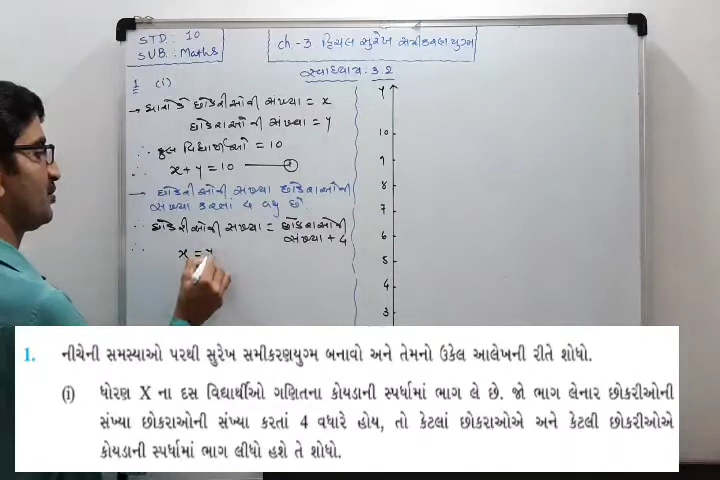 STD : 10
SUB : Maths
ch. - 3 દ્વિચલ સુરેખ સમીકરણયુગ્મ
સ્વાધ્યાય : 3.2
1 (i)
→ ધારોકે છોકરીઓની સંખ્યા = x
છોકરાઓની સંખ્યા = y
∴ કુલ વિદ્યાર્થીઓ = 10
∴ x + y = 10 —— ①
→ છોકરીઓની સંખ્યા છોકરાઓની
સંખ્યા કરતાં 4 વધુ છે.
∴ છોકરીઓની સંખ્યા = છોકરાઓની
સંખ્યા + 4
∴ x = y
y
10
9
8
7
6
5
4
3
1. નીચેની સમસ્યાઓ પરથી સુરેખ સમીકરણયુગ્મ બનાવો અને તેમનો ઉકેલ આલેખની રીતે શોધો.
(i) ધોરણ X ના દસ વિદ્યાર્થીઓ ગણિતના કોયડાની સ્પર્ધામાં ભાગ લે છે. જો ભાગ લેનાર છોકરીઓની
સંખ્યા છોકરાઓની સંખ્યા કરતાં 4 વધારે હોય, તો કેટલાં છોકરાઓએ અને કેટલી છોકરીઓએ
કોયડાની સ્પર્ધામાં ભાગ લીધો હશે તે શોધો.